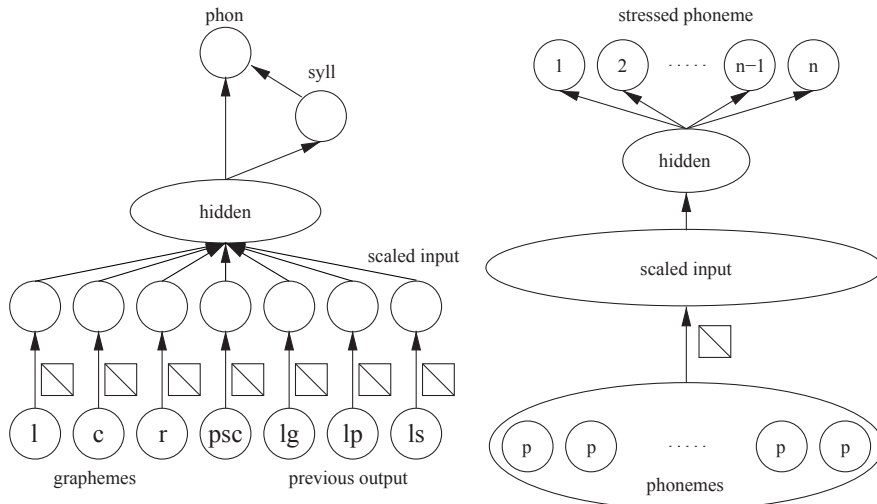 phon
syll
hidden
scaled input
l c r psc lg lp ls
graphemes previous output
stressed phoneme
1 2 ..... n−1 n
hidden
scaled input
p p ..... p p
phonemes